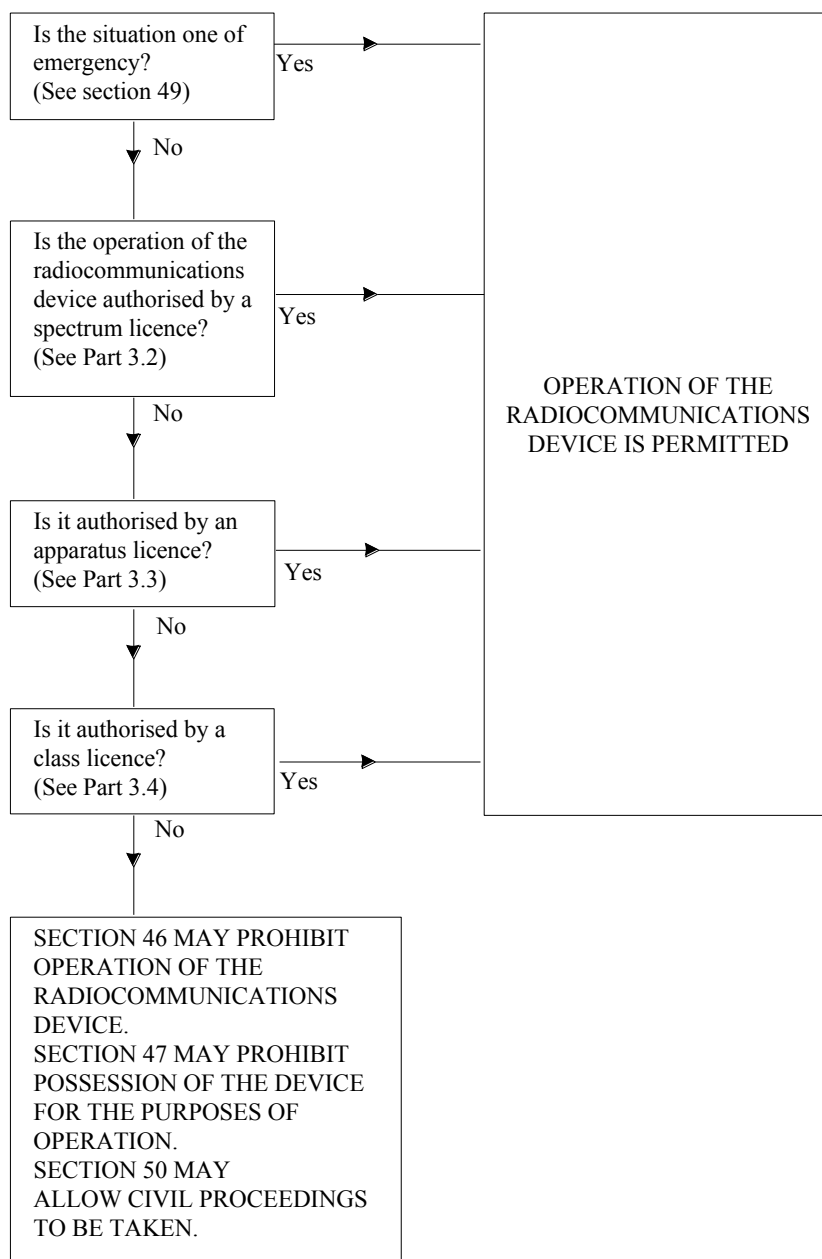 Is the situation one of
emergency?
(See section 49)
Yes
No
Is the operation of the
radiocommunications
device authorised by a
spectrum licence?
(See Part 3.2)
Yes
No
OPERATION OF THE
RADIOCOMMUNICATIONS
DEVICE IS PERMITTED
Is it authorised by an
apparatus licence?
(See Part 3.3)
Yes
No
Is it authorised by a
class licence?
(See Part 3.4)
Yes
No
SECTION 46 MAY PROHIBIT
OPERATION OF THE
RADIOCOMMUNICATIONS
DEVICE.
SECTION 47 MAY PROHIBIT
POSSESSION OF THE DEVICE
FOR THE PURPOSES OF
OPERATION.
SECTION 50 MAY
ALLOW CIVIL PROCEEDINGS
TO BE TAKEN.